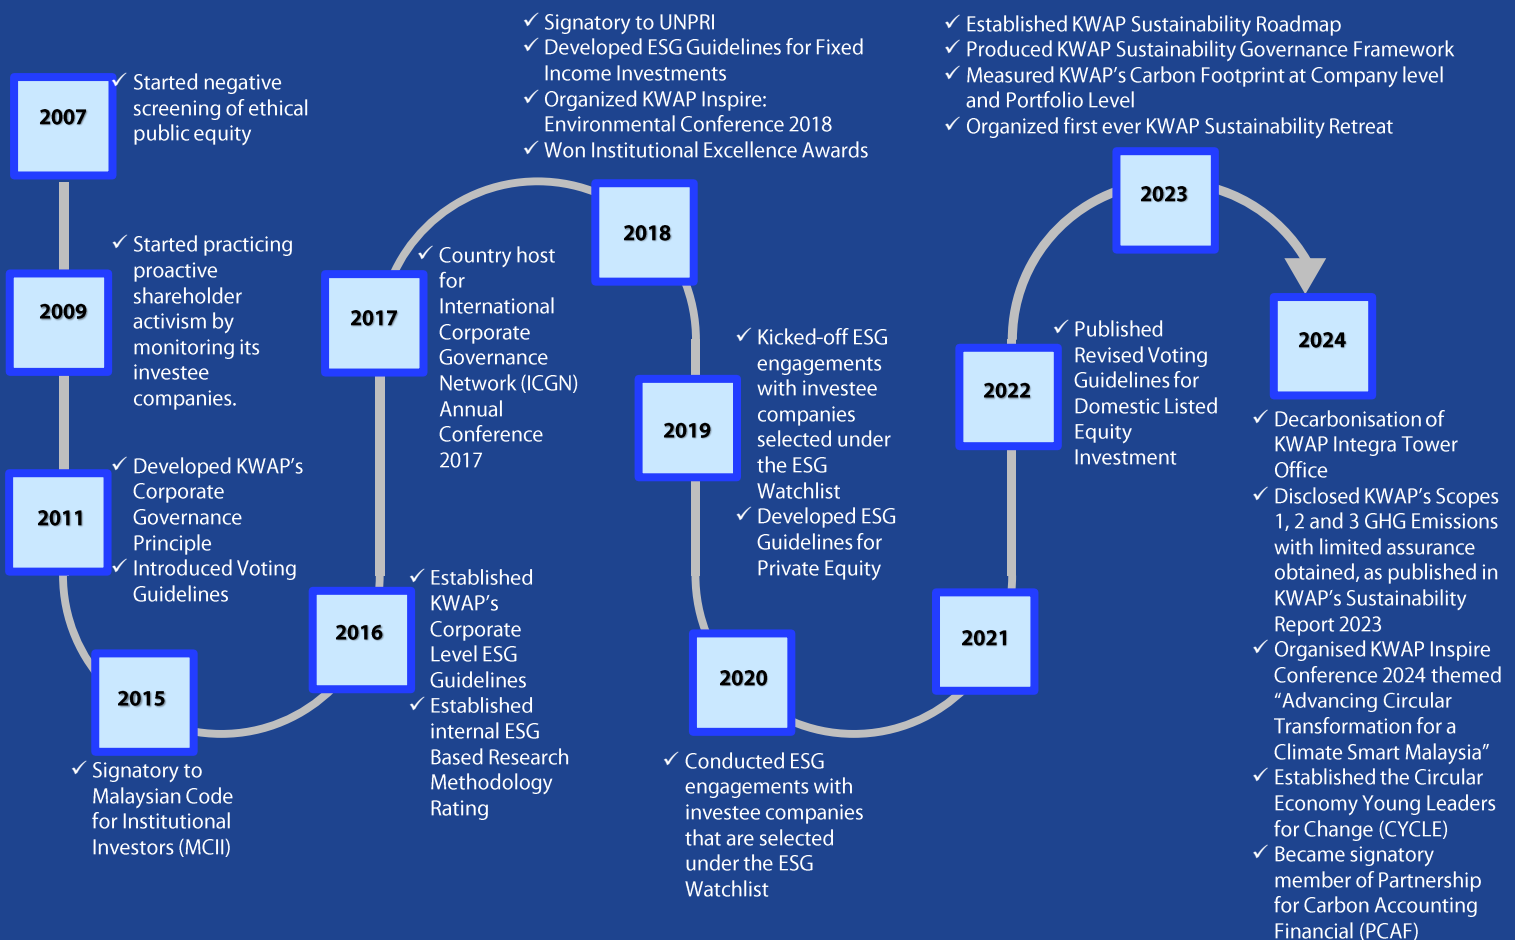 2007
✓ Started negative
screening of ethical
public equity
2009
✓ Started practicing
proactive
shareholder
activism by
monitoring its
investee
companies.
2011
✓ Developed KWAP’s
Corporate
Governance
Principle
✓ Introduced Voting
Guidelines
2015
✓ Signatory to
Malaysian Code
for Institutional
Investors (MCII)
2016
✓ Established
KWAP’s
Corporate
Level ESG
Guidelines
✓ Established
internal ESG
Based Research
Methodology
Rating
2017
✓ Country host
for
International
Corporate
Governance
Network (ICGN)
Annual
Conference
2017
✓ Signatory to UNPRI
✓ Developed ESG Guidelines for Fixed
Income Investments
✓ Organized KWAP Inspire:
Environmental Conference 2018
✓ Won Institutional Excellence Awards
2018
2019
✓ Kicked-off ESG
engagements
with investee
companies
selected under
the ESG
Watchlist
✓ Developed ESG
Guidelines for
Private Equity
2020
✓ Conducted ESG
engagements with
investee companies
that are selected
under the ESG
Watchlist
2021
2022
✓ Published
Revised Voting
Guidelines for
Domestic Listed
Equity
Investment
✓ Established KWAP Sustainability Roadmap
✓ Produced KWAP Sustainability Governance Framework
✓ Measured KWAP’s Carbon Footprint at Company level
and Portfolio Level
✓ Organized first ever KWAP Sustainability Retreat
2023
2024
✓ Decarbonisation of
KWAP Integra Tower
Office
✓ Disclosed KWAP’s Scopes
1, 2 and 3 GHG Emissions
with limited assurance
obtained, as published in
KWAP’s Sustainability
Report 2023
✓ Organised KWAP Inspire
Conference 2024 themed
“Advancing Circular
Transformation for a
Climate Smart Malaysia”
✓ Established the Circular
Economy Young Leaders
for Change (CYCLE)
✓ Became signatory
member of Partnership
for Carbon Accounting
Financial (PCAF)